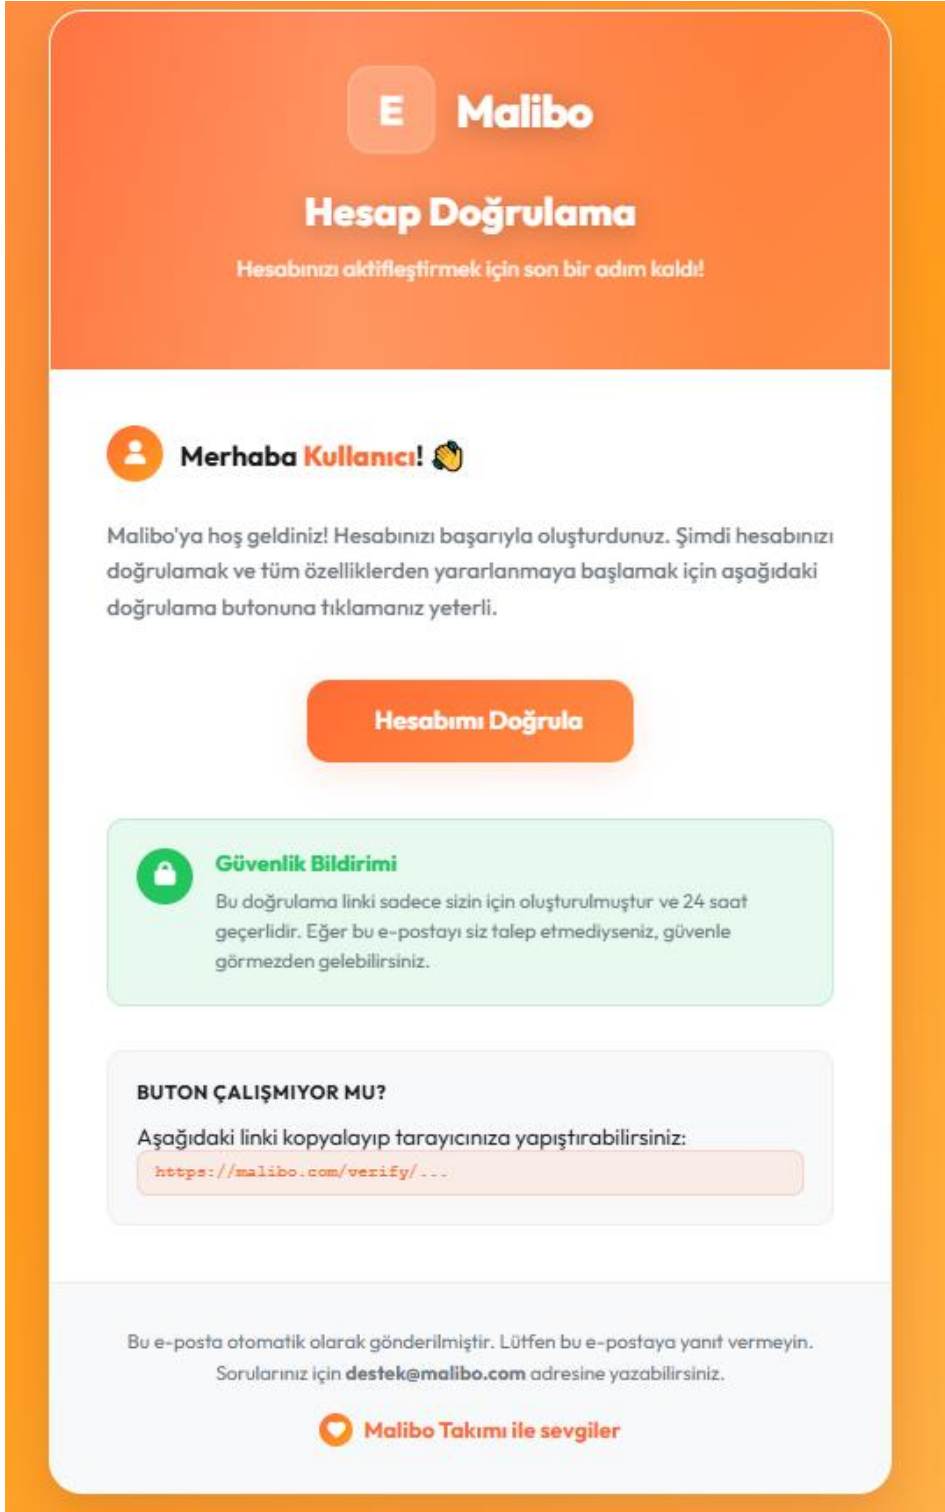 E Malibo
Hesap Doğrulama
Hesabınızı aktifleştirmek için son bir adım kaldı!
Merhaba Kullanıcı! 👏
Malibo'ya hoş geldiniz! Hesabınızı başarıyla oluşturdunuz. Şimdi hesabınızı
doğrulamak ve tüm özelliklerden yararlanmaya başlamak için aşağıdaki
doğrulama butonuna tıklamanız yeterli.
Hesabımı Doğrula
Güvenlik Bildirimi
Bu doğrulama linki sadece sizin için oluşturulmuştur ve 24 saat
geçerlidir. Eğer bu e-postayı siz talep etmediyseniz, güvenle
görmezden gelebilirsiniz.
BUTON ÇALIŞMIYOR MU?
Aşağıdaki linki kopyalayıp tarayıcınıza yapıştırabilirsiniz:
https://malibo.com/verify/...
Bu e-posta otomatik olarak gönderilmiştir. Lütfen bu e-postaya yanıt vermeyin.
Sorularınız için destek@malibo.com adresine yazabilirsiniz.
Malibo Takımı ile sevgiler